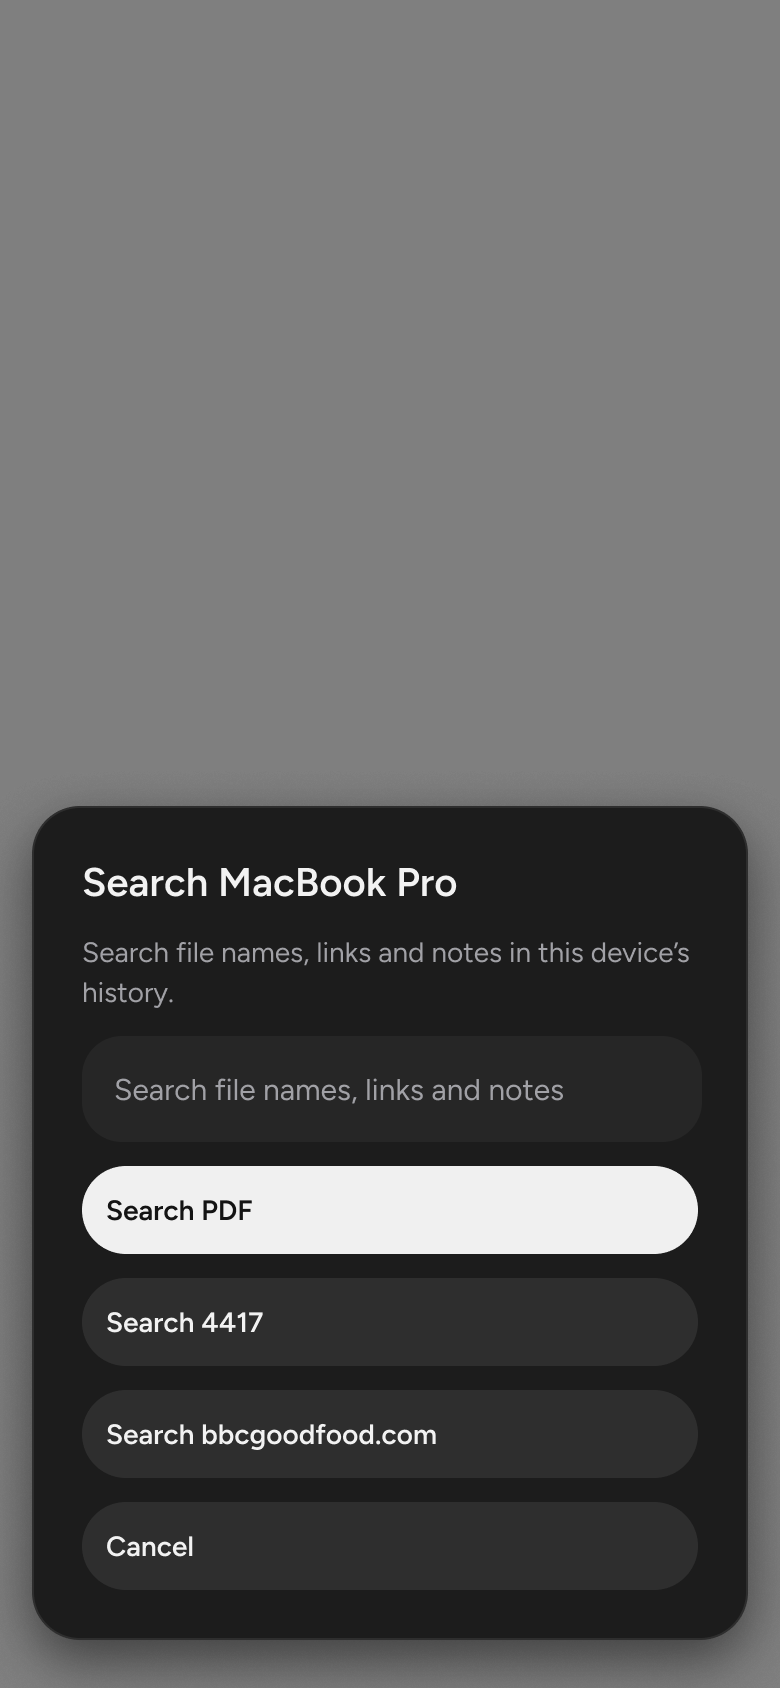 Search MacBook Pro
Search file names, links and notes in this device’s
history.
Search file names, links and notes
Search PDF
Search 4417
Search bbcgoodfood.com
Cancel